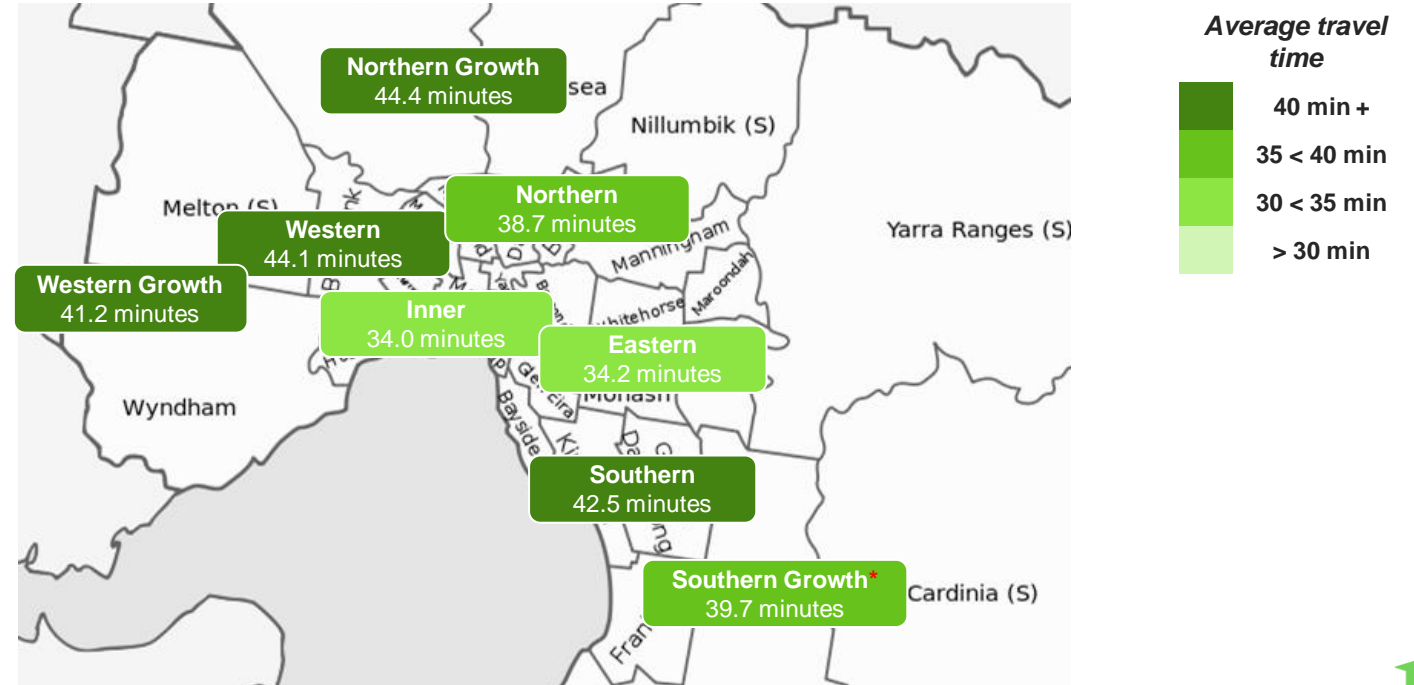 Average travel
time
40 min +
35 < 40 min
30 < 35 min
> 30 min
Northern Growth
44.4 minutes
sea
Nillumbik (S)
Northern
38.7 minutes
Melton (S)
Western
44.1 minutes
Manningham
Yarra Ranges (S)
Maroondah
Western Growth
41.2 minutes
Inner
34.0 minutes
Whitehorse
Eastern
34.2 minutes
Monash
Wyndham
Glen Eira
Bayside
Southern
42.5 minutes
Southern Growth*
39.7 minutes
Cardinia (S)
Fran